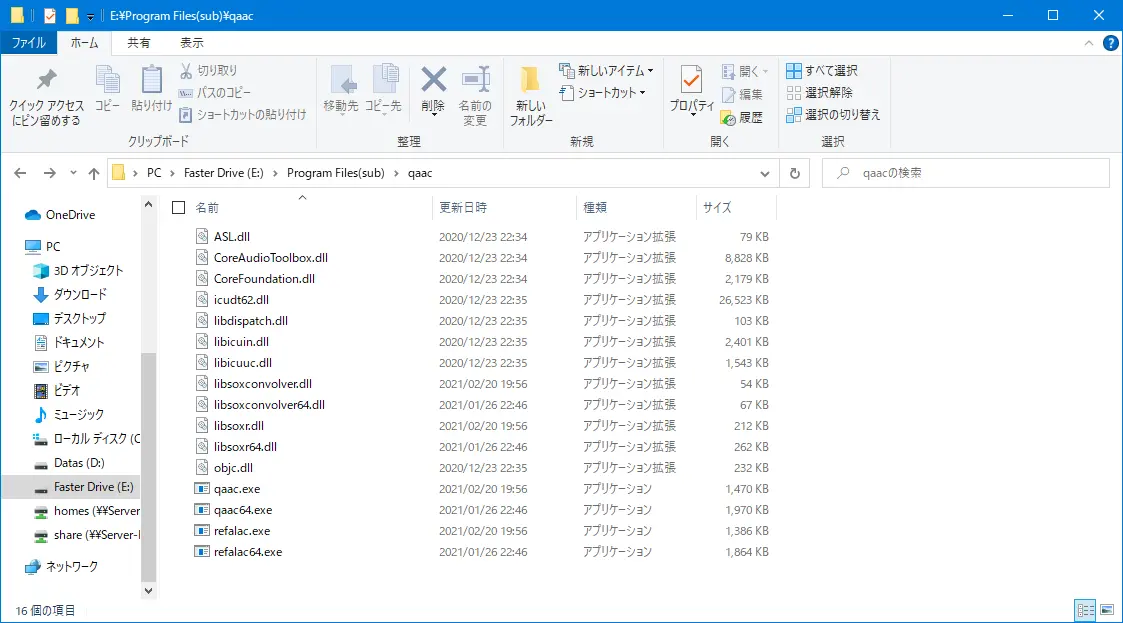 E:¥Program Files(sub)¥qaac
ファイル ホーム 共有 表示
クイック アクセス
にピン留めする
コピー
貼り付け
切り取り
パスのコピー
ショートカットの貼り付け
クリップボード
移動先
コピー先
削除
名前の
変更
整理
新しい
フォルダー
新しいアイテム
ショートカット
新規
プロパティ
開く
編集
履歴
開く
すべて選択
選択解除
選択の切り替え
選択
PC > Faster Drive (E:) > Program Files(sub) > qaac
qaacの検索
OneDrive
PC
3D オブジェクト
ダウンロード
デスクトップ
ドキュメント
ピクチャ
ビデオ
ミュージック
ローカル ディスク (C
Datas (D:)
Faster Drive (E:)
homes (¥¥Server
share (¥¥Server-
ネットワーク
名前 更新日時 種類 サイズ
ASL.dll 2020/12/23 22:34 アプリケーション拡張 79 KB
CoreAudioToolbox.dll 2020/12/23 22:34 アプリケーション拡張 8,828 KB
CoreFoundation.dll 2020/12/23 22:34 アプリケーション拡張 2,179 KB
icudt62.dll 2020/12/23 22:35 アプリケーション拡張 26,523 KB
libdispatch.dll 2020/12/23 22:35 アプリケーション拡張 103 KB
libicuin.dll 2020/12/23 22:35 アプリケーション拡張 2,401 KB
libicuuc.dll 2020/12/23 22:35 アプリケーション拡張 1,543 KB
libsoxconvolver.dll 2021/02/20 19:56 アプリケーション拡張 54 KB
libsoxconvolver64.dll 2021/01/26 22:46 アプリケーション拡張 67 KB
libsoxr.dll 2021/02/20 19:56 アプリケーション拡張 212 KB
libsoxr64.dll 2021/01/26 22:46 アプリケーション拡張 262 KB
objc.dll 2020/12/23 22:35 アプリケーション拡張 232 KB
qaac.exe 2021/02/20 19:56 アプリケーション 1,470 KB
qaac64.exe 2021/01/26 22:46 アプリケーション 1,970 KB
refalac.exe 2021/02/20 19:56 アプリケーション 1,386 KB
refalac64.exe 2021/01/26 22:46 アプリケーション 1,864 KB
16 個の項目